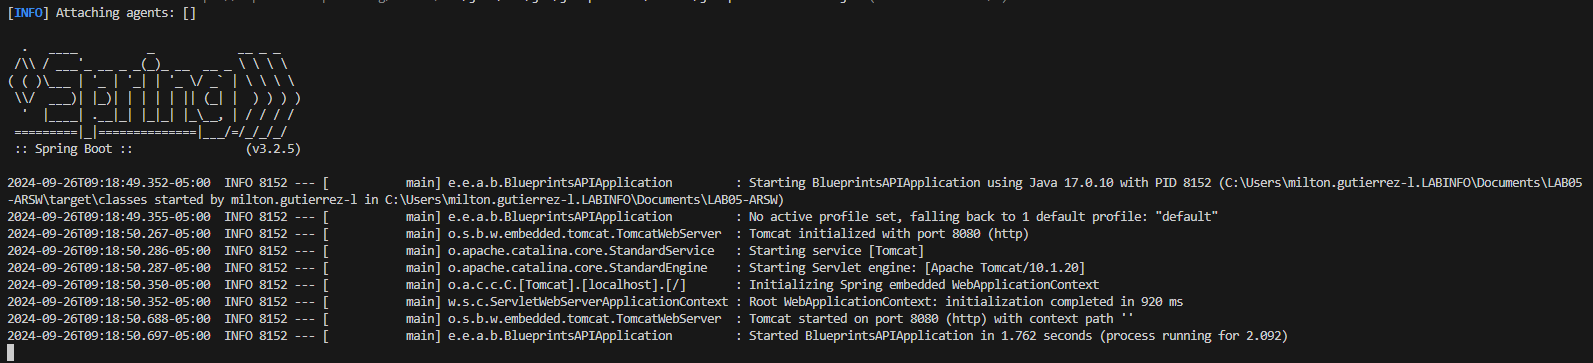 [INFO] Attaching agents: []
  .   ____          _            __ _ _
 /\\ / ___'_ __ _ _(_)_ __  __ _ \ \ \ \
( ( )\___ | '_ | '_| | '_ \/ _` | \ \ \ \
 \\/  ___)| |_)| | | | | || (_| |  ) ) ) )
  '  |____| .__|_| |_|_| |_\__, | / / / /
 =========|_|==============|___/=/_/_/_/
 :: Spring Boot ::                (v3.2.5)
2024-09-26T09:18:49.352-05:00  INFO 8152 --- [           main] e.e.a.b.BlueprintsAPIApplication         : Starting BlueprintsAPIApplication using Java 17.0.10 with PID 8152 (C:\Users\milton.gutierrez-l.LABINFO\Documents\LAB05
-ARSW\target\classes started by milton.gutierrez-l in C:\Users\milton.gutierrez-l.LABINFO\Documents\LAB05-ARSW)
2024-09-26T09:18:49.355-05:00  INFO 8152 --- [           main] e.e.a.b.BlueprintsAPIApplication         : No active profile set, falling back to 1 default profile: "default"
2024-09-26T09:18:50.267-05:00  INFO 8152 --- [           main] o.s.b.w.embedded.tomcat.TomcatWebServer  : Tomcat initialized with port 8080 (http)
2024-09-26T09:18:50.286-05:00  INFO 8152 --- [           main] o.apache.catalina.core.StandardService   : Starting service [Tomcat]
2024-09-26T09:18:50.287-05:00  INFO 8152 --- [           main] o.apache.catalina.core.StandardEngine    : Starting Servlet engine: [Apache Tomcat/10.1.20]
2024-09-26T09:18:50.350-05:00  INFO 8152 --- [           main] o.a.c.c.C.[Tomcat].[localhost].[/]       : Initializing Spring embedded WebApplicationContext
2024-09-26T09:18:50.352-05:00  INFO 8152 --- [           main] w.s.c.ServletWebServerApplicationContext : Root WebApplicationContext: initialization completed in 920 ms
2024-09-26T09:18:50.688-05:00  INFO 8152 --- [           main] o.s.b.w.embedded.tomcat.TomcatWebServer  : Tomcat started on port 8080 (http) with context path ''
2024-09-26T09:18:50.697-05:00  INFO 8152 --- [           main] e.e.a.b.BlueprintsAPIApplication         : Started BlueprintsAPIApplication in 1.762 seconds (process running for 2.092)